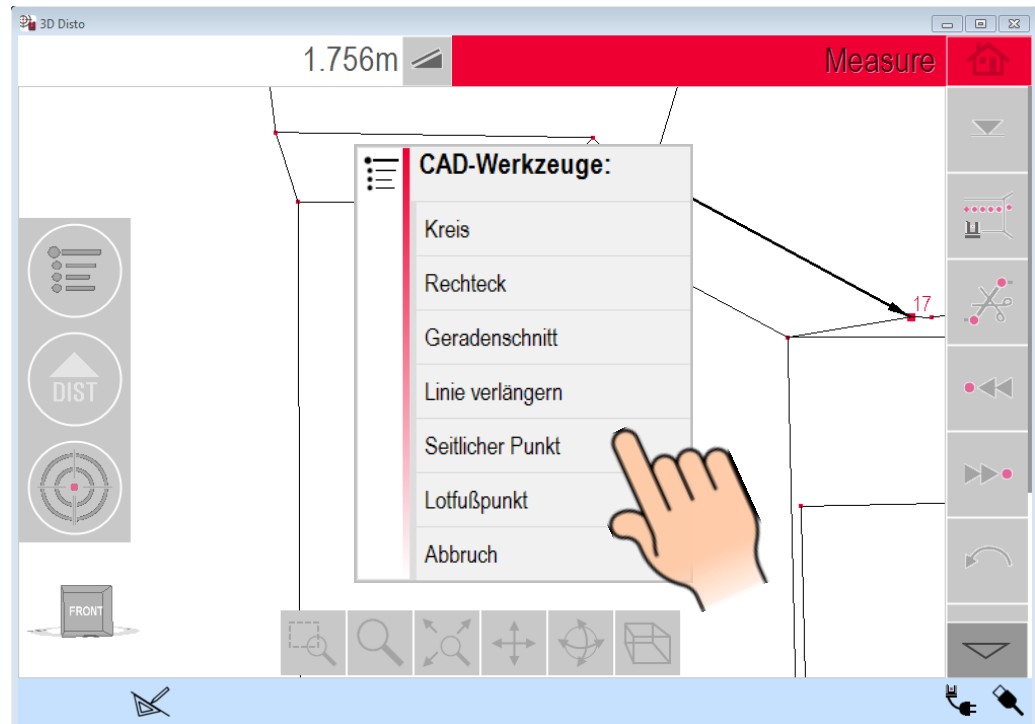 3D Disto
1.756m
Measure
CAD-Werkzeuge:
Kreis
Rechteck
Geradenschnitt
Linie verlängern
Seitlicher Punkt
Lotfußpunkt
Abbruch
17
DIST
FRONT